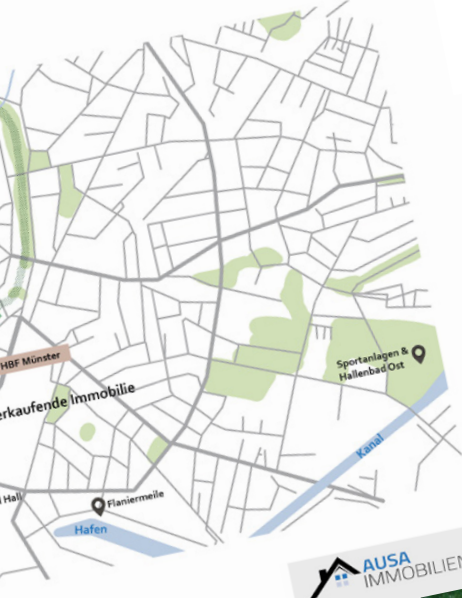 HBF Münster
Sportanlagen &
Hallenbad Ost
erkaufende Immobilie
Kanal
Hall
Flaniermeile
Hafen
AUSA
IMMOBILIEN